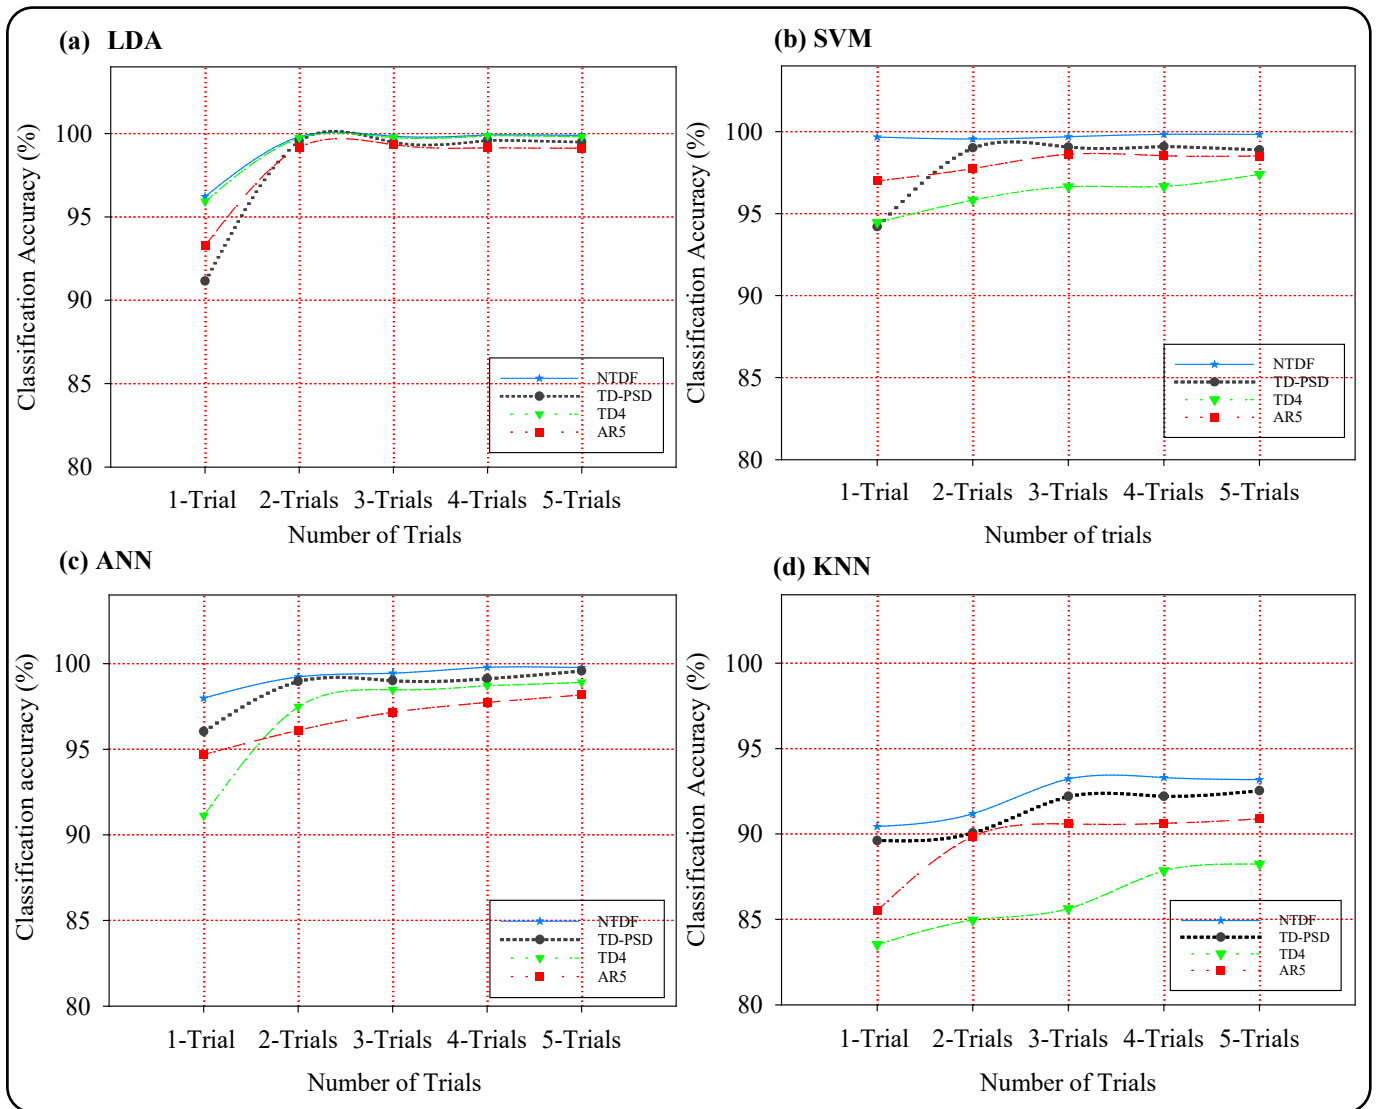 (a) LDA
Classification Accuracy (%)
100
95
90
85
80
NTDF
TD-PSD
TD4
AR5
1-Trial 2-Trials 3-Trials 4-Trials 5-Trials
Number of Trials
(b) SVM
Classification Accuracy (%)
100
95
90
85
80
NTDF
TD-PSD
TD4
AR5
1-Trial 2-Trials 3-Trials 4-Trials 5-Trials
Number of trials
(c) ANN
Classification accuracy (%)
100
95
90
85
80
NTDF
TD-PSD
TD4
AR5
1-Trial 2-Trials 3-Trials 4-Trials 5-Trials
Number of Trials
(d) KNN
Classification Accuracy (%)
100
95
90
85
80
NTDF
TD-PSD
TD4
AR5
1-Trial 2-Trials 3-Trials 4-Trials 5-Trials
Number of Trials